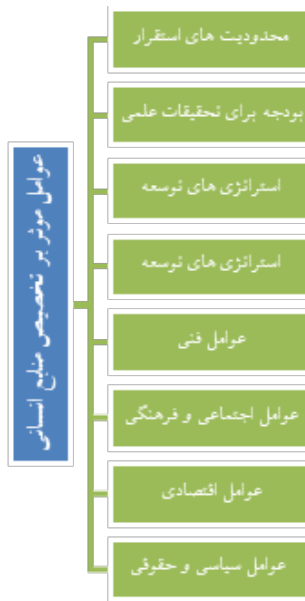 عوامل موثر بر تخصیص منابع انسانی
محدودیت های استقرار
بودجه برای تحقیقات علمی
استراتژی های توسعه
استراتژی های توسعه
عوامل فنی
عوامل اجتماعی و فرهنگی
عوامل اقتصادی
عوامل سیاسی و حقوقی